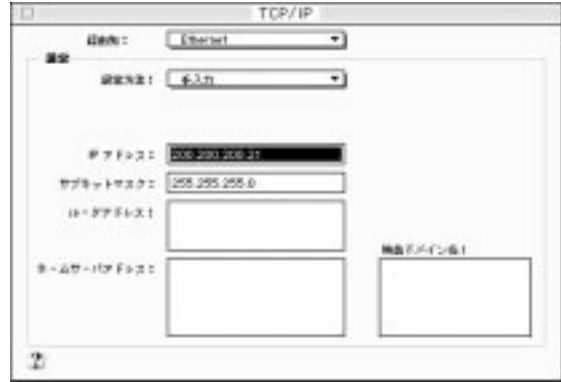 TCP/IP
経由先： Ethernet
設定
設定方法： 手入力
IP アドレス： 200.200.200.21
サブネットマスク： 255.255.255.0
ルータアドレス：
ネームサーバアドレス：
検索ドメイン名：
?